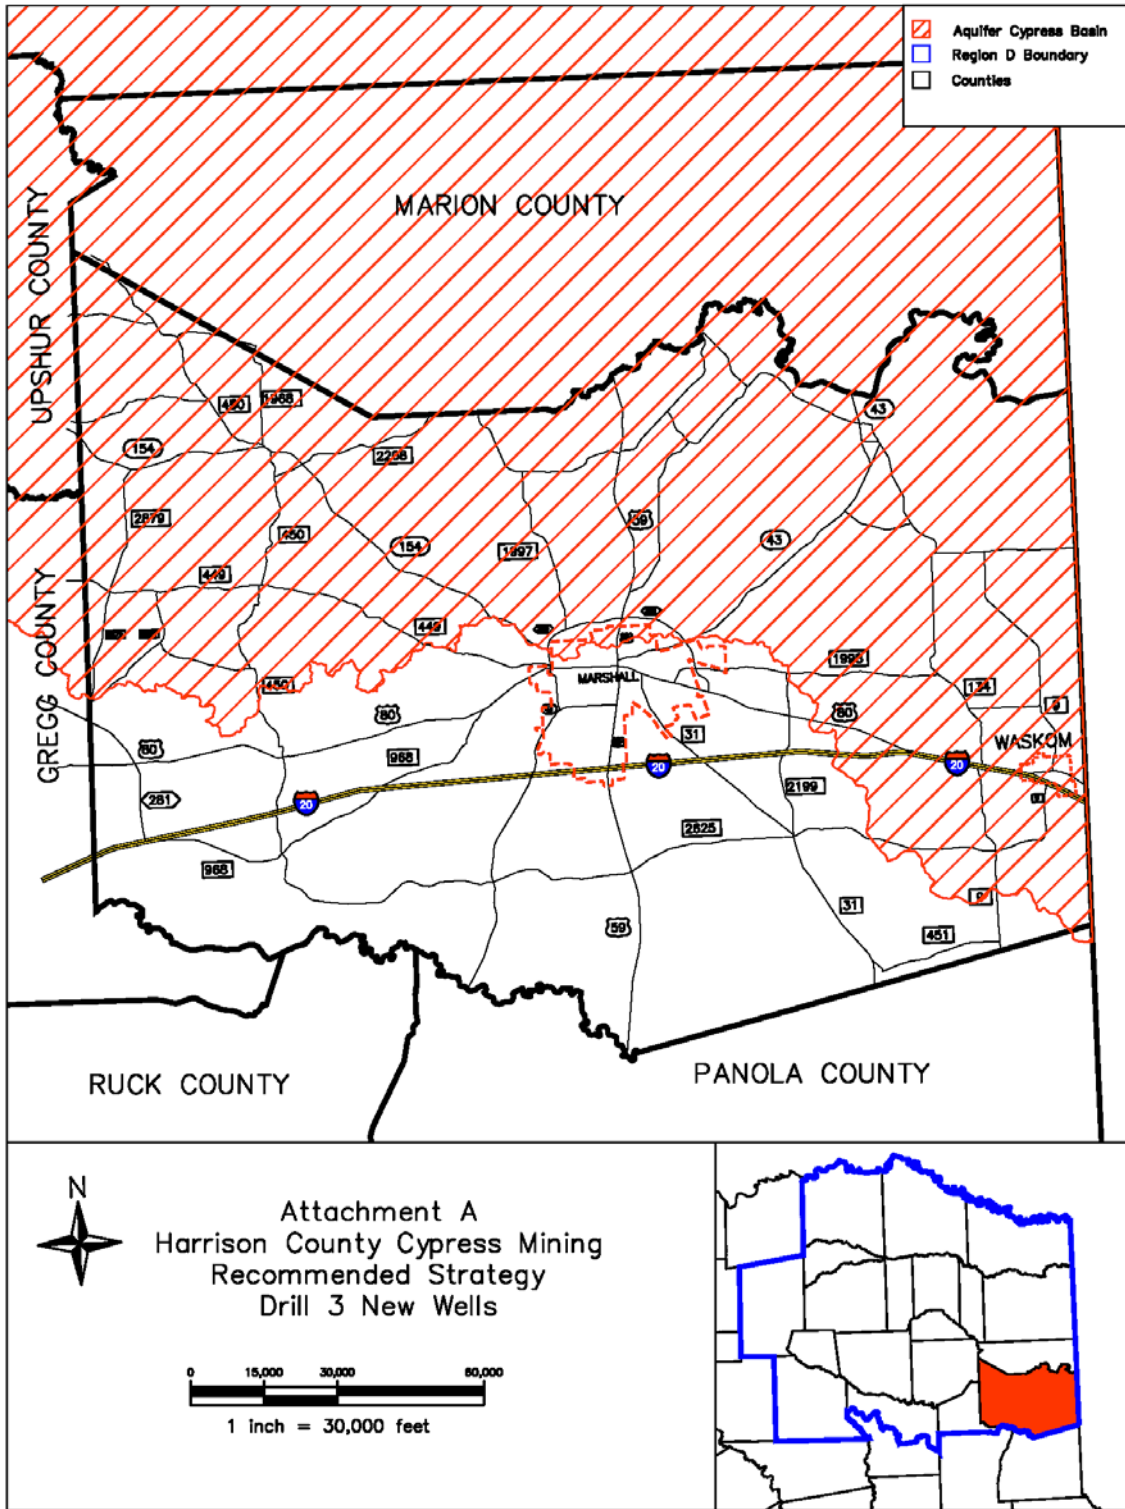 Aquifer Cypress Basin
Region D Boundary
Counties
MARION COUNTY
UPSHUR COUNTY
GREGG COUNTY
450
1968
43
154
2268
2879
450
154
1997
59
43
449
449
1998
450
134
9
MARSHALL
80
80
80
31
WASKOM
968
20
20
20
281
2199
2625
968
31
9
59
451
RUCK COUNTY
PANOLA COUNTY
N
Attachment A
Harrison County Cypress Mining
Recommended Strategy
Drill 3 New Wells
0 15,000 30,000 60,000
1 inch = 30,000 feet